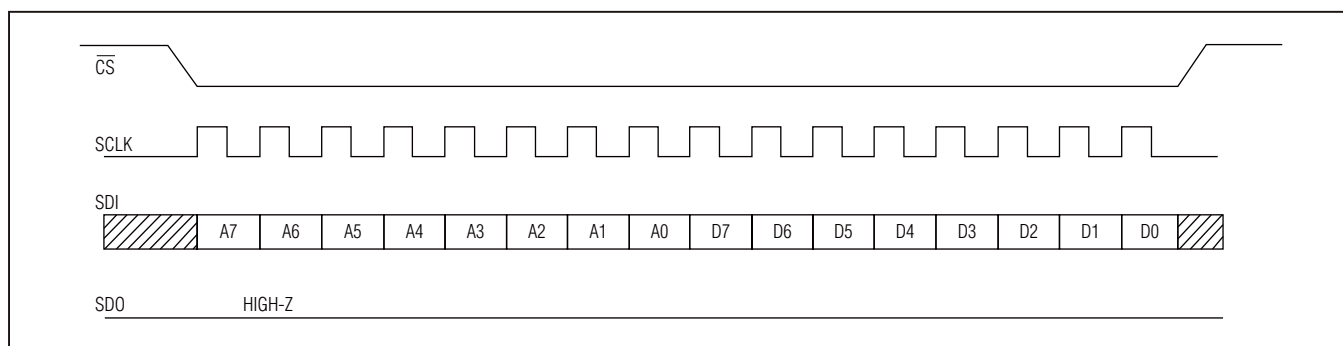 C̅S̅
SCLK
SDI
A7 A6 A5 A4 A3 A2 A1 A0 D7 D6 D5 D4 D3 D2 D1 D0
SDO HIGH-Z